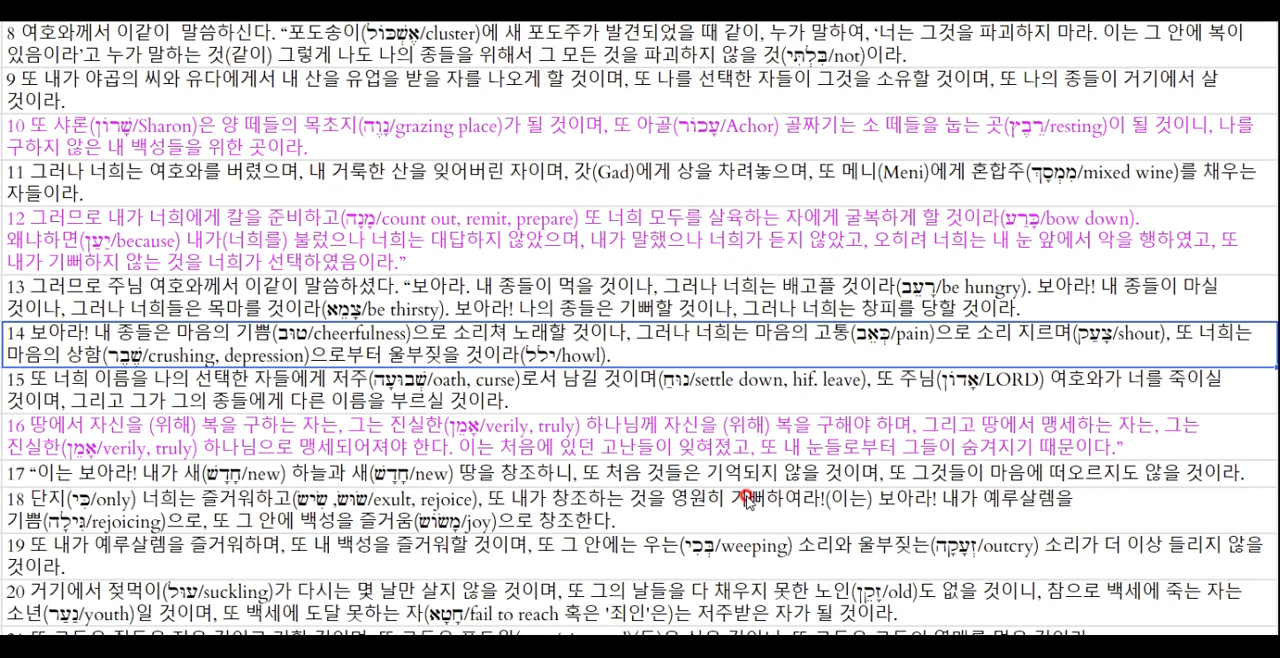 8 여호와께서 이같이 말씀하신다. “포도송이(אֶשְׁכּוֹל/cluster)에 새 포도주가 발견되었을 때 같이, 누가 말하여, ‘너는 그것을 파괴하지 마라. 이는 그 안에 복이
있음이라’고 누가 말하는 것(같이) 그렇게 나도 나의 종들을 위해서 그 모든 것을 파괴하지 않을 것(בִּלְתִּי/not)이라.
9 또 내가 야곱의 씨와 유다에게서 내 산을 유업을 받을 자를 나오게 할 것이며, 또 나를 선택한 자들이 그것을 소유할 것이며, 또 나의 종들이 거기에서 살
것이라.
10 또 샤론(שָׁרוֹן/Sharon)은 양 떼들의 목초지(נָוֶה/grazing place)가 될 것이며, 또 아골(עָכוֹר/Achor) 골짜기는 소 떼들을 눕는 곳(רֵבֶץ/resting)이 될 것이니, 나를
구하지 않은 내 백성들을 위한 곳이라.
11 그러나 너희는 여호와를 버렸으며, 내 거룩한 산을 잊어버린 자이며, 갓(Gad)에게 상을 차려놓으며, 또 메니(Meni)에게 혼합주(מִמְסָךְ/mixed wine)를 채우는
자들이라.
12 그러므로 내가 너희에게 칼을 준비하고(מָנָה/count out, remit, prepare) 또 너희 모두를 살육하는 자에게 굴복하게 할 것이라(כָּרַע/bow down).
왜냐하면(יַעַן/because) 내가(너희를) 불렀으나 너희는 대답하지 않았으며, 내가 말했으나 너희가 듣지 않았고, 오히려 너희는 내 눈 앞에서 악을 행하였고, 또
내가 기뻐하지 않는 것을 너희가 선택하였음이라.”
13 그러므로 주님 여호와께서 이같이 말씀하셨다. “보아라. 내 종들이 먹을 것이나, 그러나 너희는 배고플 것이라(רָעֵב/be hungry). 보아라! 내 종들이 마실
것이나, 그러나 너희들은 목마를 것이라(צָמֵא/be thirsty). 보아라! 나의 종들은 기뻐할 것이나, 그러나 너희는 창피를 당할 것이라.
14 보아라! 내 종들은 마음의 기쁨(טוּב/cheerfulness)으로 소리쳐 노래할 것이나, 그러나 너희는 마음의 고통(כְּאֵב/pain)으로 소리 지르며(צָעַק/shout), 또 너희는
마음의 상함(שֶׁבֶר/crushing, depression)으로부터 울부짖을 것이라(ילל/howl).
15 또 너희 이름을 나의 선택한 자들에게 저주(שְׁבוּעָה/oath, curse)로서 남길 것이며(נוּחַ/settle down, hif. leave), 또 주님(אָדוֹן/LORD) 여호와가 너를 죽이실
것이며, 그리고 그가 그의 종들에게 다른 이름을 부르실 것이라.
16 땅에서 자신을 (위해) 복을 구하는 자는, 그는 진실한(אָמֵן/verily, truly) 하나님께 자신을 (위해) 복을 구해야 하며, 그리고 땅에서 맹세하는 자는, 그는
진실한(אָמֵן/verily, truly) 하나님으로 맹세되어져야 한다. 이는 처음에 있던 고난들이 잊혀졌고, 또 내 눈들로부터 그들이 숨겨지기 때문이다.”
17 “이는 보아라! 내가 새(חָדָשׁ/new) 하늘과 새(חָדָשׁ/new) 땅을 창조하니, 또 처음 것들은 기억되지 않을 것이며, 또 그것들이 마음에 떠오르지도 않을 것이라.
18 단지(כִּי/only) 너희는 즐거워하고(שׂוּשׂ, שִׂישׂ/exult, rejoice), 또 내가 창조하는 것을 영원히 기뻐하여라!(이는) 보아라! 내가 예루살렘을
기쁨(גִּילָה/rejoicing)으로, 또 그 안에 백성을 즐거움(מָשׂוֹשׂ/joy)으로 창조한다.
19 또 내가 예루살렘을 즐거워하며, 또 내 백성을 즐거워할 것이며, 또 그 안에는 우는(בְּכִי/weeping) 소리와 울부짖는(זְעָקָה/outcry) 소리가 더 이상 들리지 않을
것이라.
20 거기에서 젖먹이(עוּל/suckling)가 다시는 몇 날만 살지 않을 것이며, 또 그의 날들을 다 채우지 못한 노인(זָקֵן/old)도 없을 것이니, 참으로 백세에 죽는 자는
소년(נַעַר/youth)일 것이며, 또 백세에 도달 못하는 자(חָטָא/fail to reach 혹은 '죄인'은)는 저주받은 자가 될 것이라.